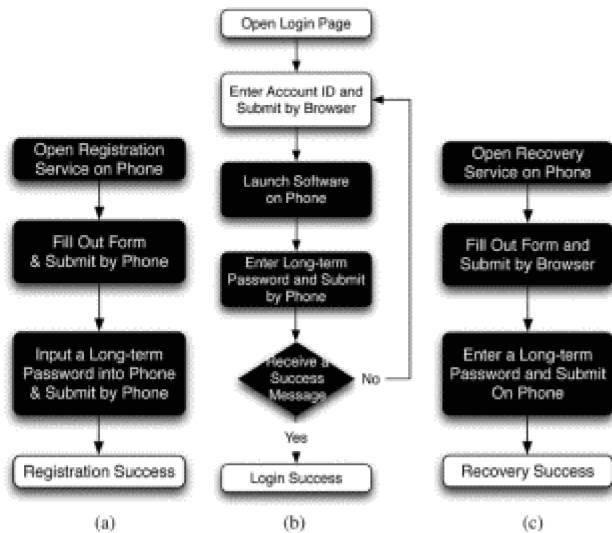 Open Registration
Service on Phone
Fill Out Form
& Submit by Phone
Input a Long-term
Password into Phone
& Submit by Phone
Registration Success
(a)
Open Login Page
Enter Account ID and
Submit by Browser
Launch Software
on Phone
Enter Long-term
Password and Submit
by Phone
Receive a
Success
Message
No
Yes
Login Success
(b)
Open Recovery
Service on Phone
Fill Out Form and
Submit by Browser
Enter a Long-term
Password and Submit
On Phone
Recovery Success
(c)